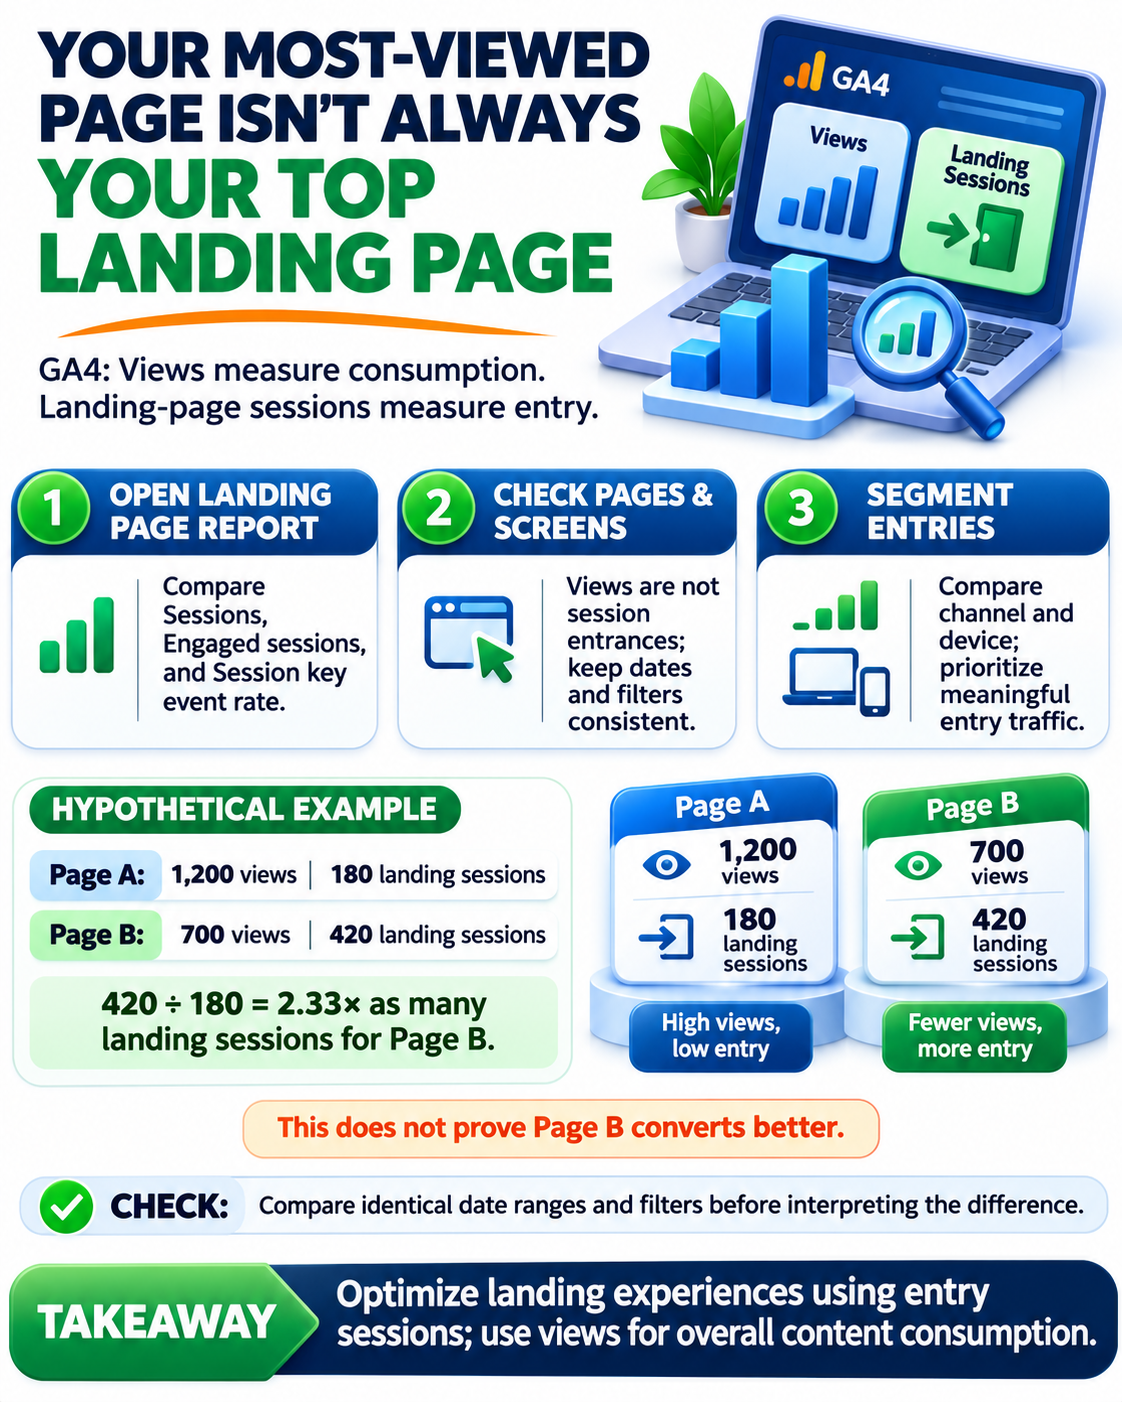 YOUR MOST-VIEWED
PAGE ISN'T ALWAYS
YOUR TOP
LANDING PAGE
GA4: Views measure consumption.
Landing-page sessions measure entry.
GA4
Views
Landing
Sessions
1
OPEN LANDING
PAGE REPORT
Compare
Sessions,
Engaged sessions,
and Session key
event rate.
2
CHECK PAGES &
SCREENS
Views are not
session
entrances;
keep dates
and filters
consistent.
3
SEGMENT
ENTRIES
Compare
channel and
device;
prioritize
meaningful
entry traffic.
HYPOTHETICAL EXAMPLE
Page A: 1,200 views | 180 landing sessions
Page B: 700 views | 420 landing sessions
420 ÷ 180 = 2.33× as many
landing sessions for Page B.
Page A
1,200
views
180
landing
sessions
High views,
low entry
Page B
700
views
420
landing
sessions
Fewer views,
more entry
This does not prove Page B converts better.
CHECK: Compare identical date ranges and filters before interpreting the difference.
TAKEAWAY
Optimize landing experiences using entry
sessions; use views for overall content consumption.